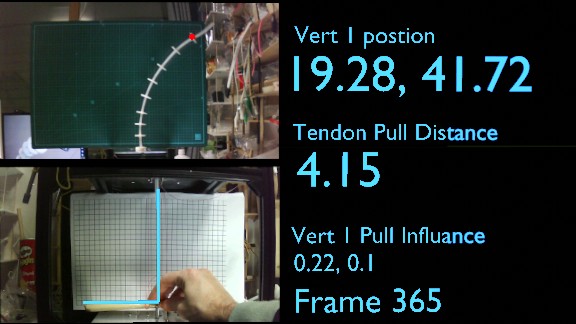 Vert 1 postion
19.28, 41.72
Tendon Pull Distance
4.15
Vert 1 Pull Influance
0.22, 0.1
Frame 365